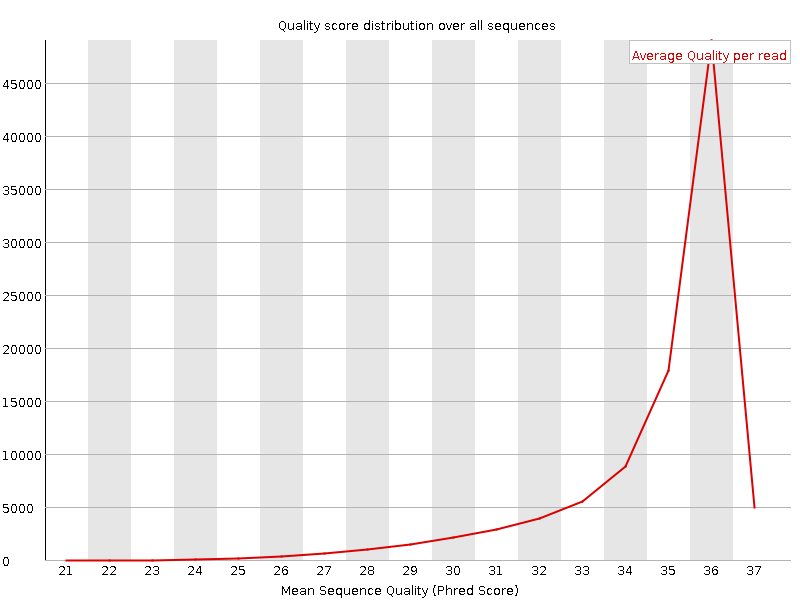 Quality score distribution over all sequences
Average Quality per read
45000
40000
35000
30000
25000
20000
15000
10000
5000
0
21 22 23 24 25 26 27 28 29 30 31 32 33 34 35 36 37
Mean Sequence Quality (Phred Score)